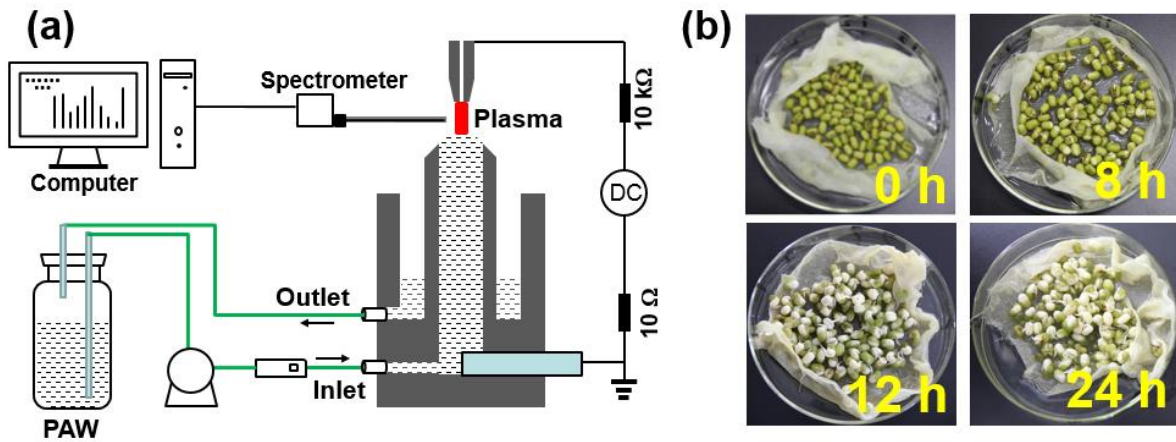 (a)
Spectrometer
Plasma
Computer
10 kΩ
DC
10 Ω
Outlet
Inlet
PAW
(b)
0 h
8 h
12 h
24 h